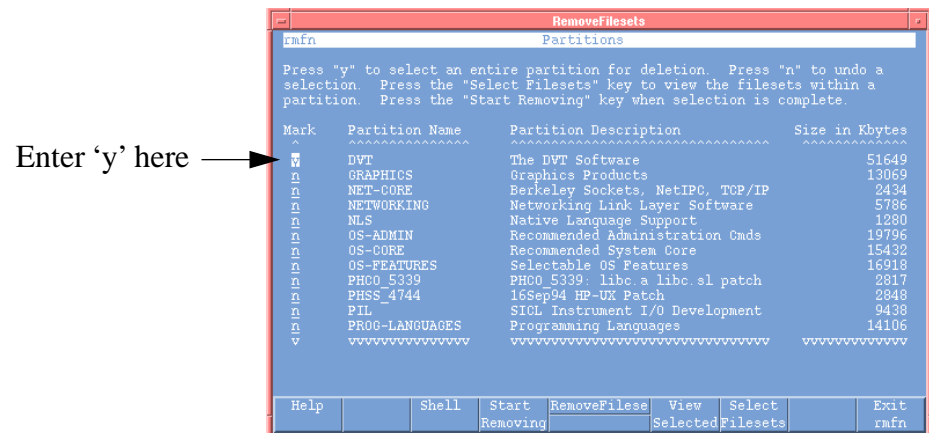 RemoveFilesets
rmfn Partitions
Press "y" to select an entire partition for deletion. Press "n" to undo a
selection. Press the "Select Filesets" key to view the filesets within a
partition. Press the "Start Removing" key when selection is complete.
Mark Partition Name Partition Description Size in Kbytes
^ ^^^^^^^^^^^^^^^ ^^^^^^^^^^^^^^^^^^^^^^^^^^^^^^^^ ^^^^^^^^^^^^^
Enter ‘y’ here
y DVT The DVT Software 51649
n GRAPHICS Graphics Products 13069
n NET-CORE Berkeley Sockets, NetIPC, TCP/IP 2434
n NETWORKING Networking Link Layer Software 5786
n NLS Native Language Support 1280
n OS-ADMIN Recommended Administration Cmds 19796
n OS-CORE Recommended System Core 15432
n OS-FEATURES Selectable OS Features 16918
n PHCO_5339 PHCO_5339: libc.a libc.sl patch 2817
n PHSS_4744 16Sep94 HP-UX Patch 2848
n PIL SICL Instrument I/O Development 9438
n PROG-LANGUAGES Programming Languages 14106
v vvvvvvvvvvvvvvv vvvvvvvvvvvvvvvvvvvvvvvvvvvvvvvv vvvvvvvvvvvvv
Help Shell Start RemoveFilese View Select Exit
Removing Selected Filesets rmfn